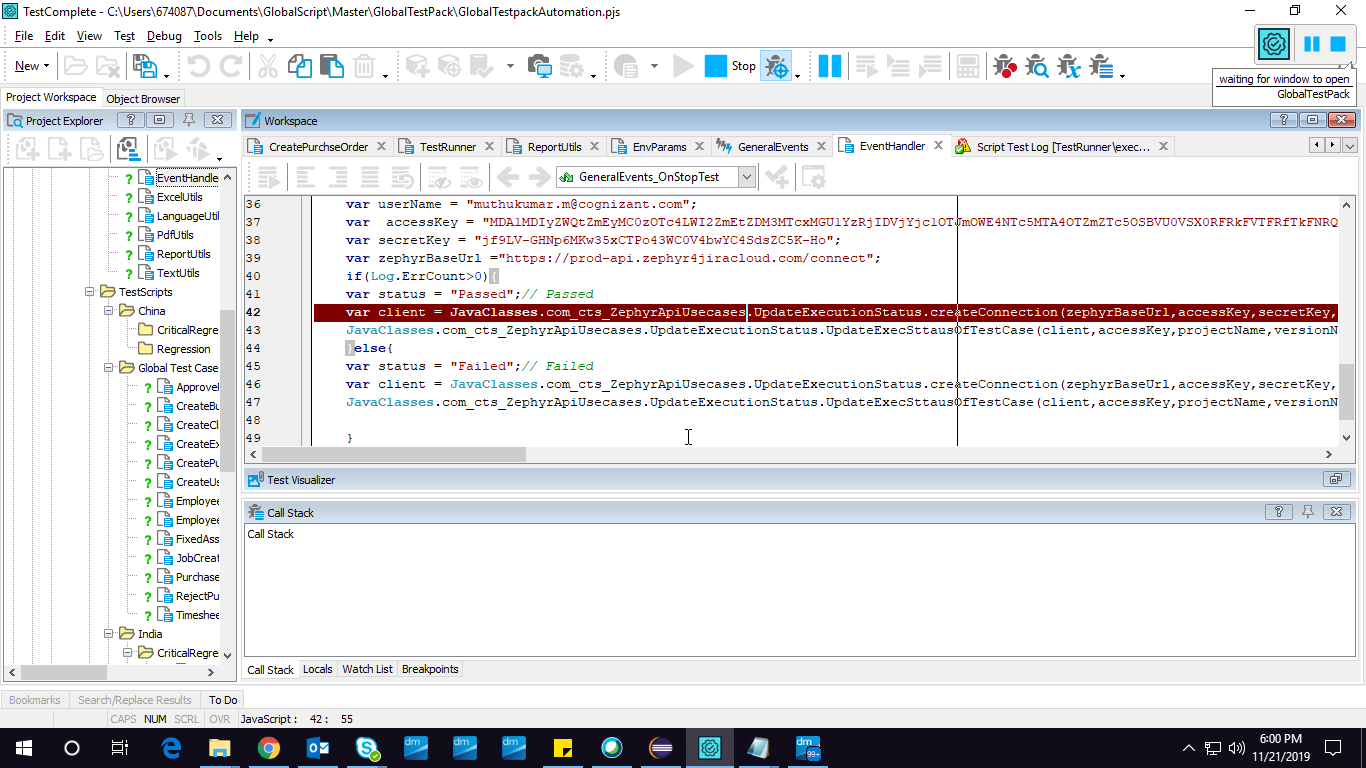 TestComplete - C:\Users\674087\Documents\GlobalScript\Master\GlobalTestPack\GlobalTestpackAutomation.pjs
File Edit View Test Debug Tools Help
New Stop
waiting for window to open
GlobalTestPack
Project Workspace Object Browser
Project Explorer
Workspace
CreatePurchseOrder TestRunner ReportUtils EnvParams GeneralEvents EventHandler Script Test Log [TestRunner\exec...
GeneralEvents_OnStopTest
EventHandle
ExcelUtils
LanguageUtil
PdfUtils
ReportUtils
TextUtils
TestScripts
China
CriticalRegre
Regression
Global Test Case
Approvel
CreateBu
CreateCl
CreateEx
CreatePu
CreateUs
Employee
Employee
FixedAss
JobCreat
Purchase
RejectPu
Timeshee
India
CriticalRegre
36 var userName = "muthukumar.m@cognizant.com";
37 var accessKey =
38 var secretKey =
39 var zephyrBaseUrl ="https://prod-api.zephyr4jiracloud.com/connect";
40 if(Log.ErrCount>0){
41 var status = "Passed";// Passed
42 var client = JavaClasses.com_cts_ZephyrApiUsecases.UpdateExecutionStatus.createConnection(zephyrBaseUrl,accessKey,secretKey,
43 JavaClasses.com_cts_ZephyrApiUsecases.UpdateExecutionStatus.UpdateExecSttausOfTestCase(client,accessKey,projectName,versionN
44 }else{
45 var status = "Failed";// Failed
46 var client = JavaClasses.com_cts_ZephyrApiUsecases.UpdateExecutionStatus.createConnection(zephyrBaseUrl,accessKey,secretKey,
47 JavaClasses.com_cts_ZephyrApiUsecases.UpdateExecutionStatus.UpdateExecSttausOfTestCase(client,accessKey,projectName,versionN
48
49 }
Test Visualizer
Call Stack
Call Stack
Call Stack Locals Watch List Breakpoints
Bookmarks Search/Replace Results To Do
CAPS NUM SCRL OVR JavaScript : 42: 55
99+
6:00 PM
11/21/2019